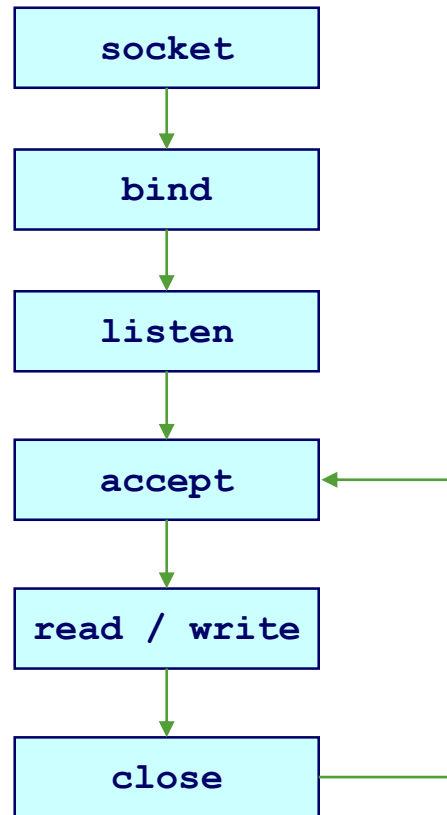 socket
bind
listen
accept
read / write
close